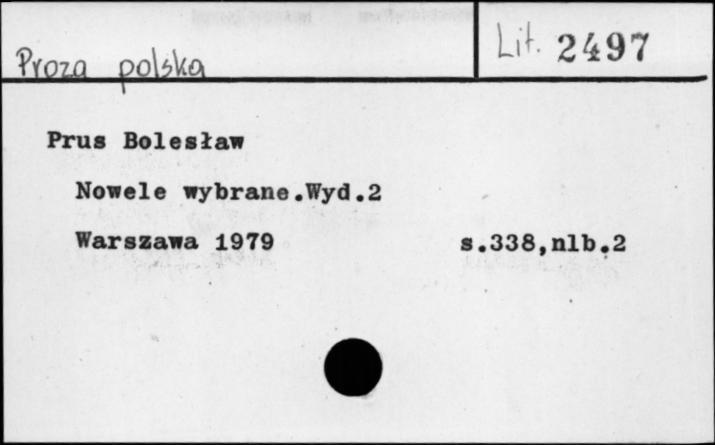 Proza polska
Lit. 2497
Prus Bolesław
Nowele wybrane.Wyd.2
Warszawa 1979 s.338,nlb.2